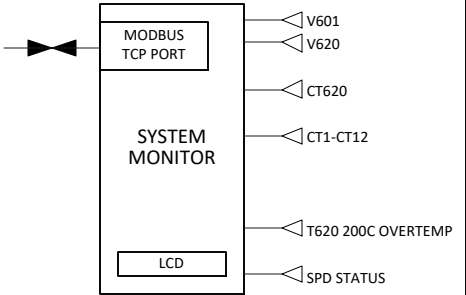 MODBUS
TCP PORT
SYSTEM
MONITOR
LCD
V601
V620
CT620
CT1-CT12
T620 200C OVERTEMP
SPD STATUS